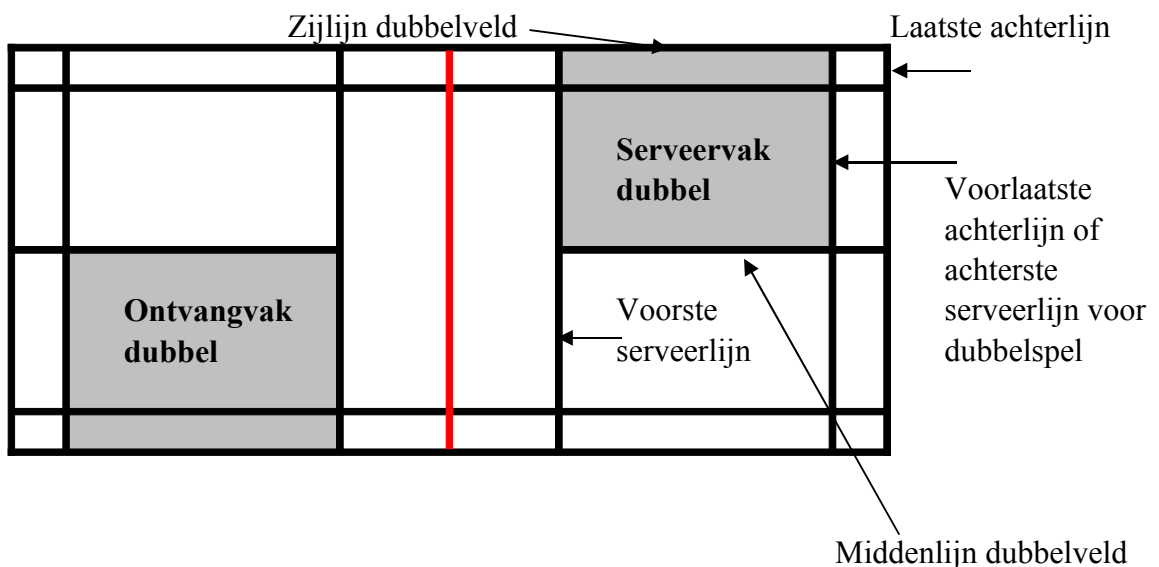 Zijlijn dubbelveld
Laatste achterlijn
Serveervak
dubbel
Voorlaatste
achterlijn of
achterste
serveerlijn voor
dubbelspel
Ontvangvak
dubbel
Voorste
serveerlijn
Middenlijn dubbelveld